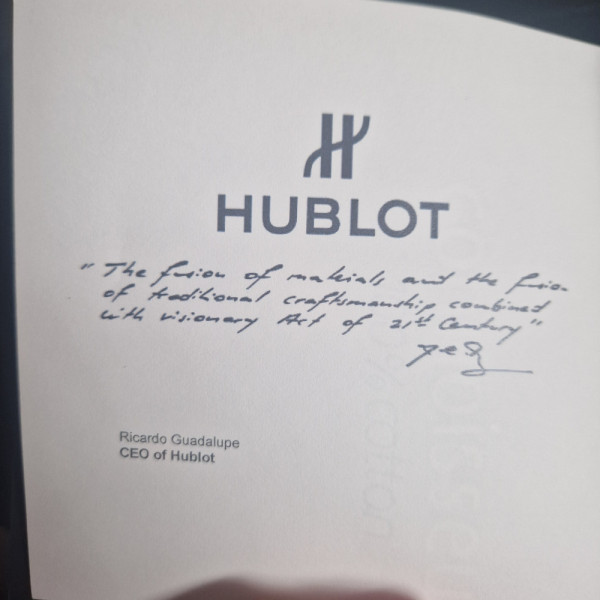 HUBLOT
"The fusion of materials and the fusion
of traditional craftsmanship combined
with visionary Art of 21st Century"
Ricardo Guadalupe
CEO of Hublot